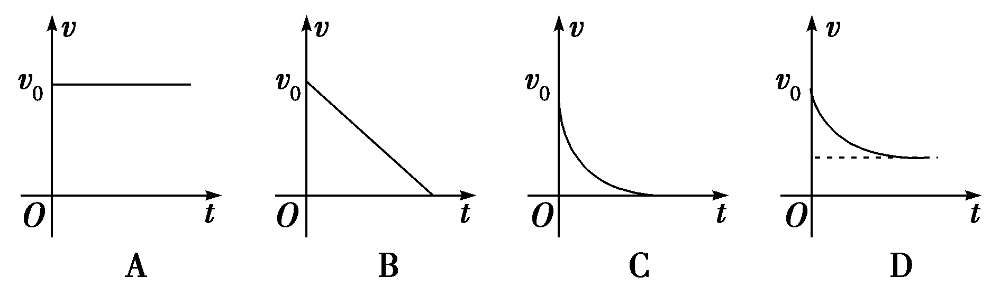 v v v v
v₀ v₀ v₀ v₀
O t O t O t O t
A B C D